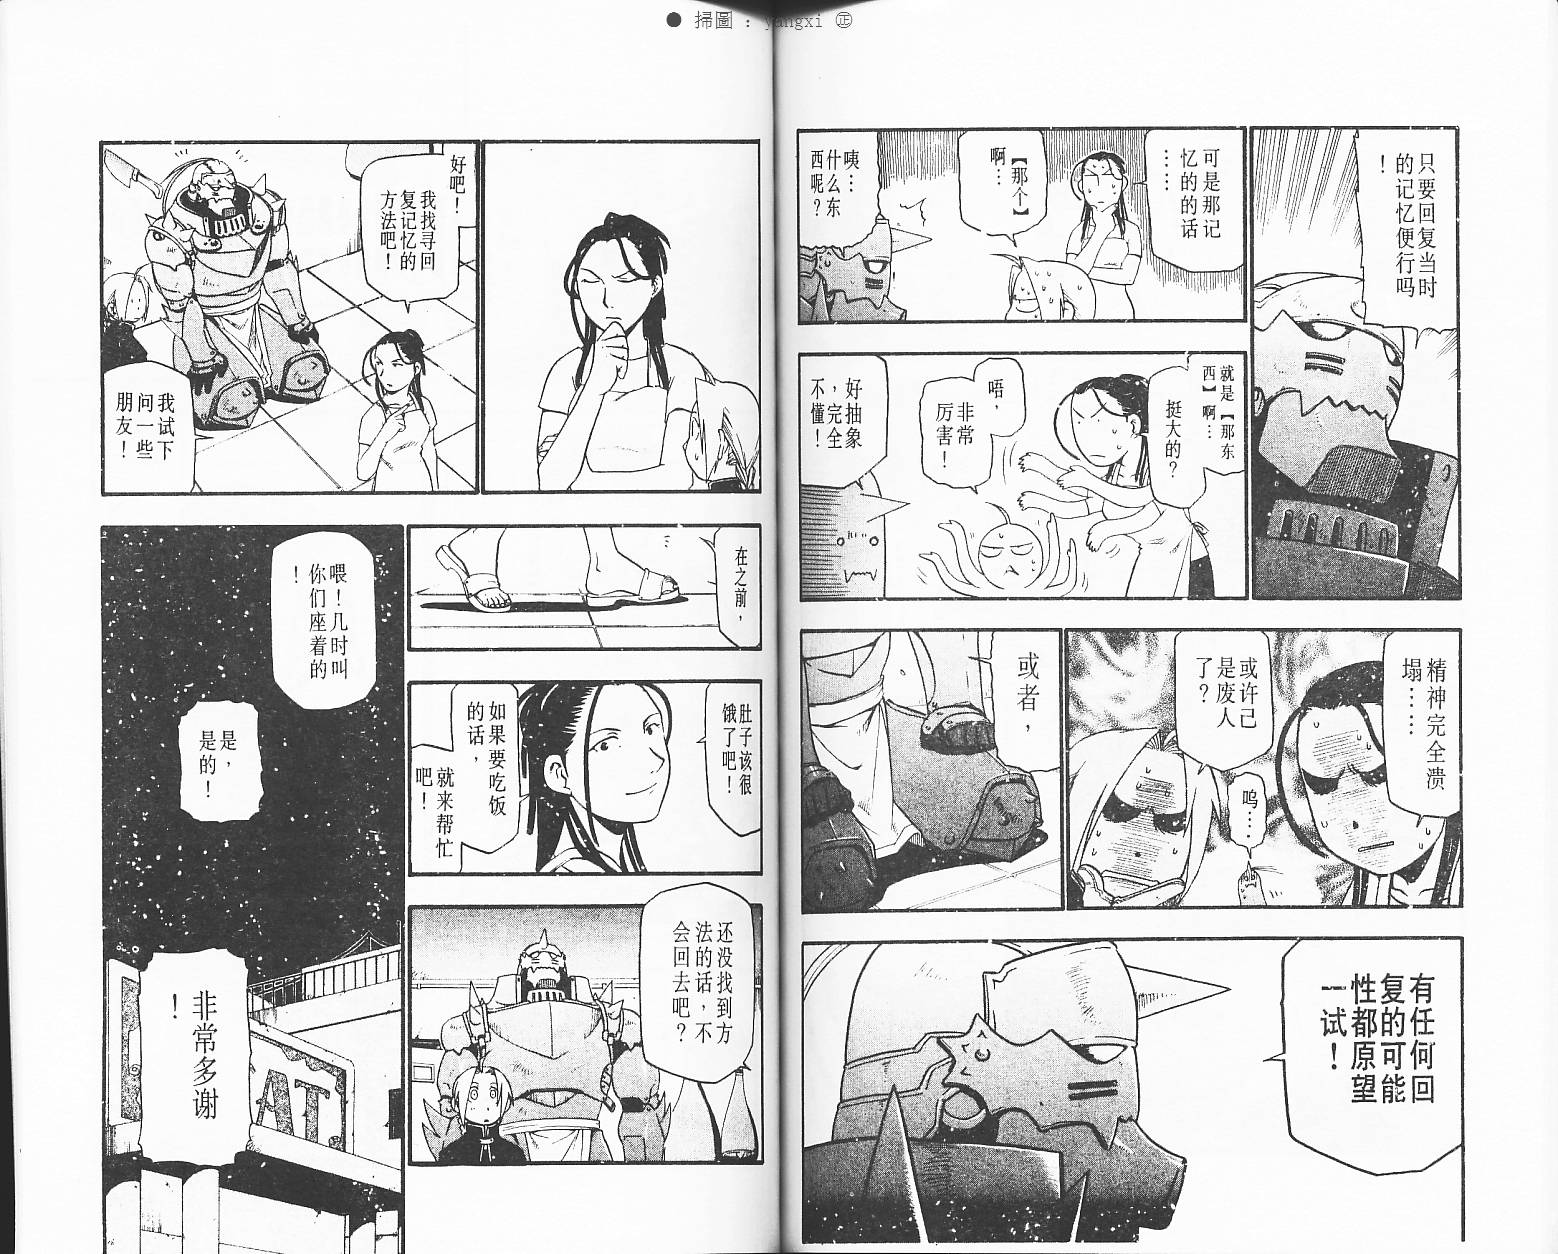 ● 掃圖 : yangxi ㊣
只要回复当时
的记忆便行吗
！
可是那记
忆的的话
……
【那个】
啊…
咦…
什么东
西呢？
就是【那东
西】啊…
挺大的？
唔，
非常
厉害！
好抽象
，完全
不懂！
精神完全溃
塌……
或许己
是废人
了？
呜……
或者，
有任何回
复的可能
性都原望
一试！
好吧！
我找寻回
复记忆的
方法吧！
我试下
问一些
朋友！
在之前，
肚子该很
饿了吧！
如果要吃饭
的话，
就来帮忙
吧！
还没找到方
法的话，不
会回去吧？
喂！几时叫
你们座着的
！
是，
是的！
非常多谢
！
AT.